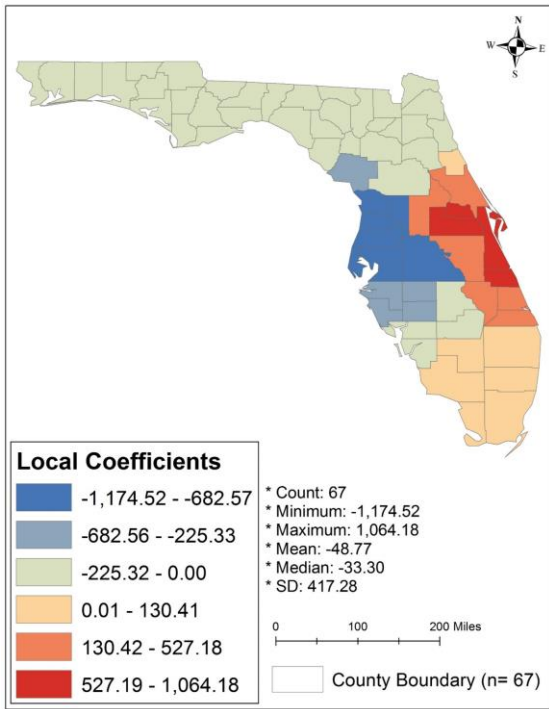 N
W E
S
Local Coefficients
-1,174.52 - -682.57
-682.56 - -225.33
-225.32 - 0.00
0.01 - 130.41
130.42 - 527.18
527.19 - 1,064.18
* Count: 67
* Minimum: -1,174.52
* Maximum: 1,064.18
* Mean: -48.77
* Median: -33.30
* SD: 417.28
0 100 200 Miles
County Boundary (n= 67)